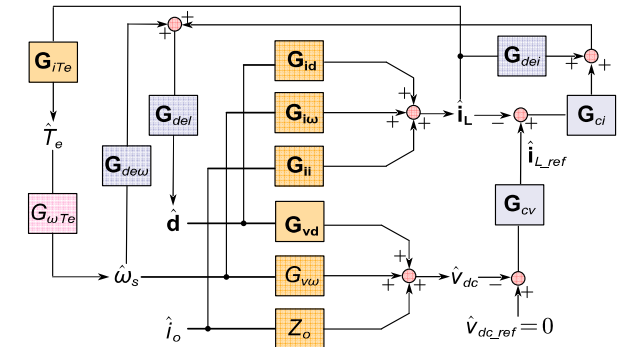 G_iTe
T̂_e
G_ωTe
G_deω
ω̂_s
G_del
d̂
î_o
G_id
G_iω
G_ii
G_vd
G_vω
Z_o
+ +
+ + +
+ + +
î_L
v̂_dc
G_dei
+ +
G_ci
− +
î_L_ref
G_cv
− +
v̂_dc_ref = 0